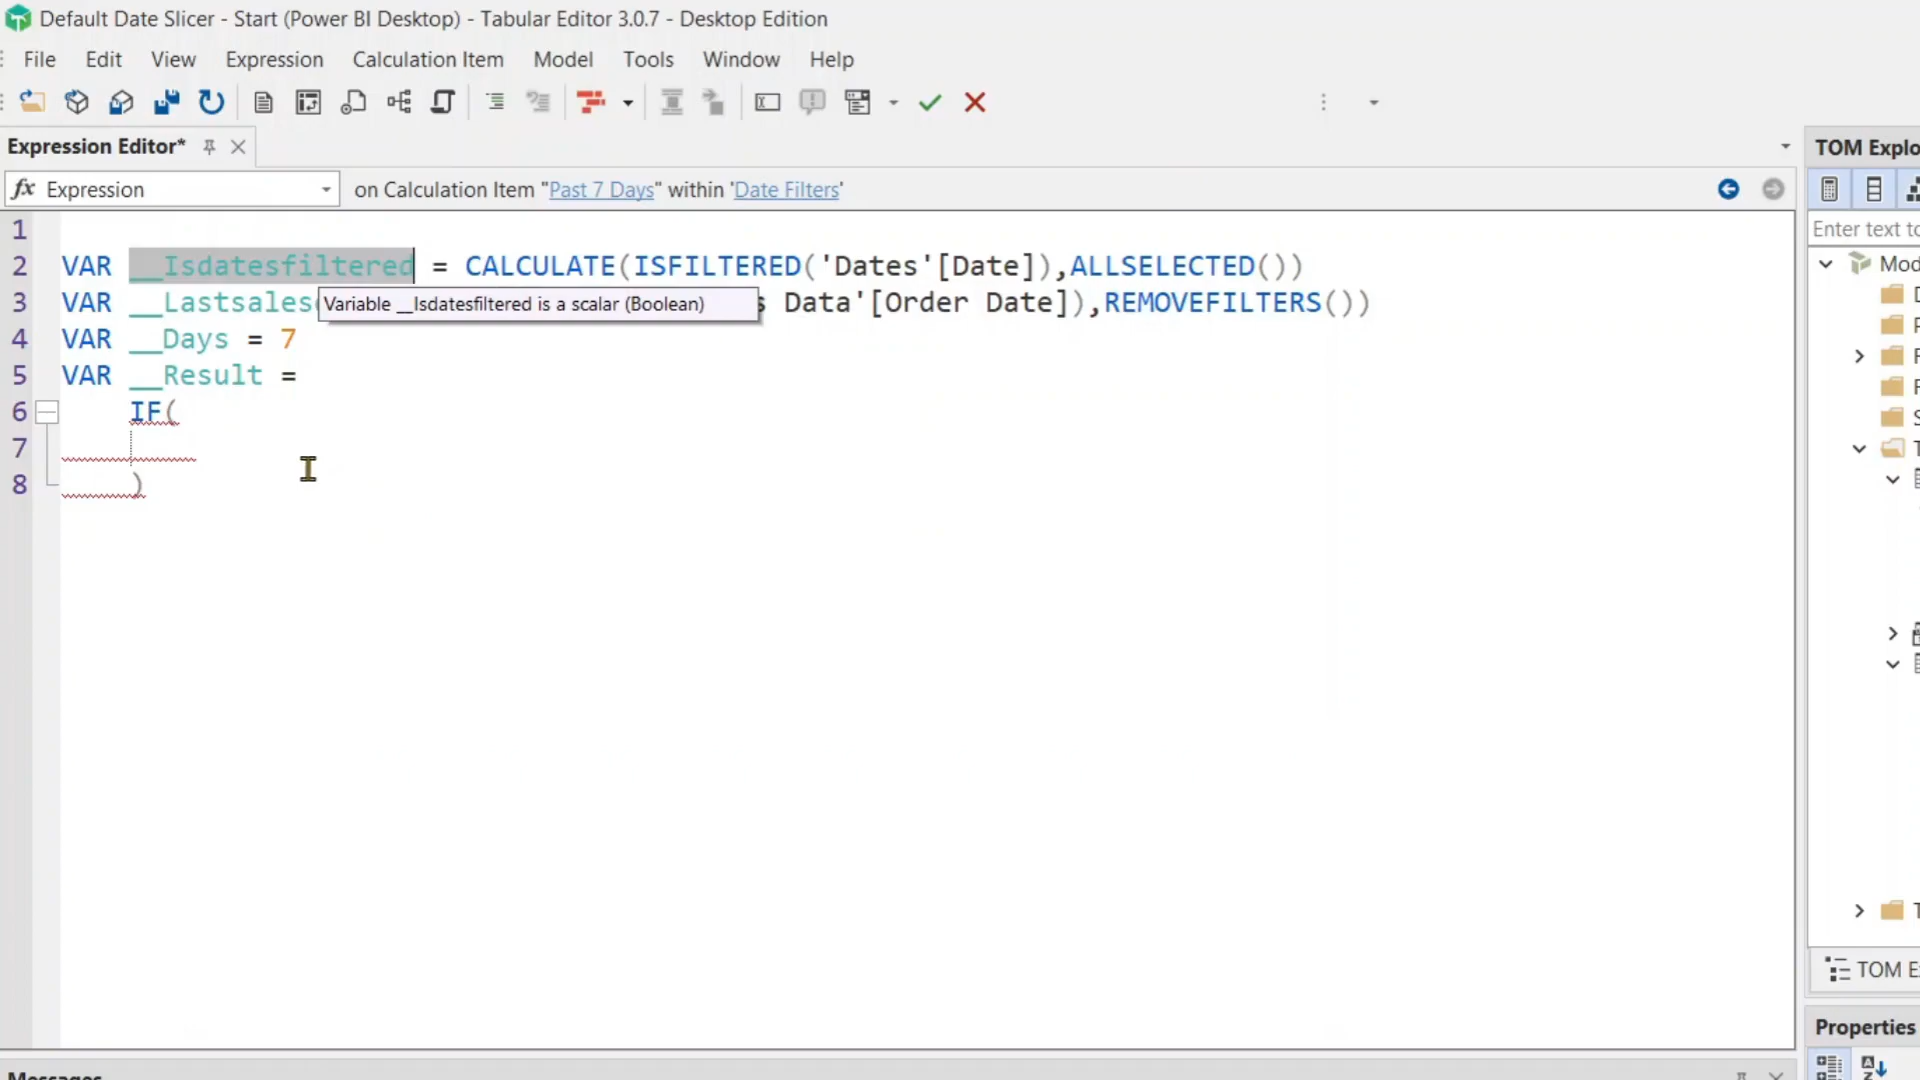 Default Date Slicer - Start (Power BI Desktop) - Tabular Editor 3.0.7 - Desktop Edition
File Edit View Expression Calculation Item Model Tools Window Help
Expression Editor*
TOM Explo
fx Expression on Calculation Item "Past 7 Days" within 'Date Filters'
Enter text to
1
2 VAR __Isdatesfiltered = CALCULATE(ISFILTERED('Dates'[Date]),ALLSELECTED())
3 VAR __Lastsales s Data'[Order Date]),REMOVEFILTERS())
Variable __Isdatesfiltered is a scalar (Boolean)
4 VAR __Days = 7
5 VAR __Result =
6 IF(
7
8 )
Mod
TOM E
Properties
Messages